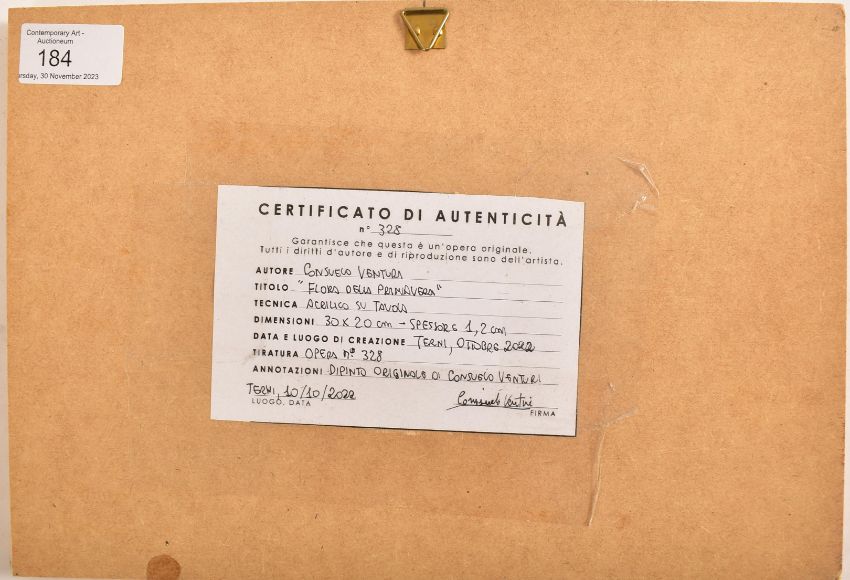 Contemporary Art -
Auctioneum
184
rsday, 30 November 2023
CERTIFICATO DI AUTENTICITÀ
n° 328
Garantisce che questa è un'opera originale.
Tutti i diritti d'autore e di riproduzione sono dell'artista.
AUTORE CONSUELO VENTURI
TITOLO "FLORA DELLA PRIMAVERA"
TECNICA ACRILICO SU TAVOLA
DIMENSIONI 30 X 20 cm - SPESSORE 1,2 cm
DATA E LUOGO DI CREAZIONE TERNI, OTTOBRE 2022
TIRATURA OPERA n° 328
ANNOTAZIONI DIPINTO ORIGINALE DI CONSUELO VENTURI
TERNI, 10/10/2022 Consuelo Venturi
LUOGO, DATA FIRMA